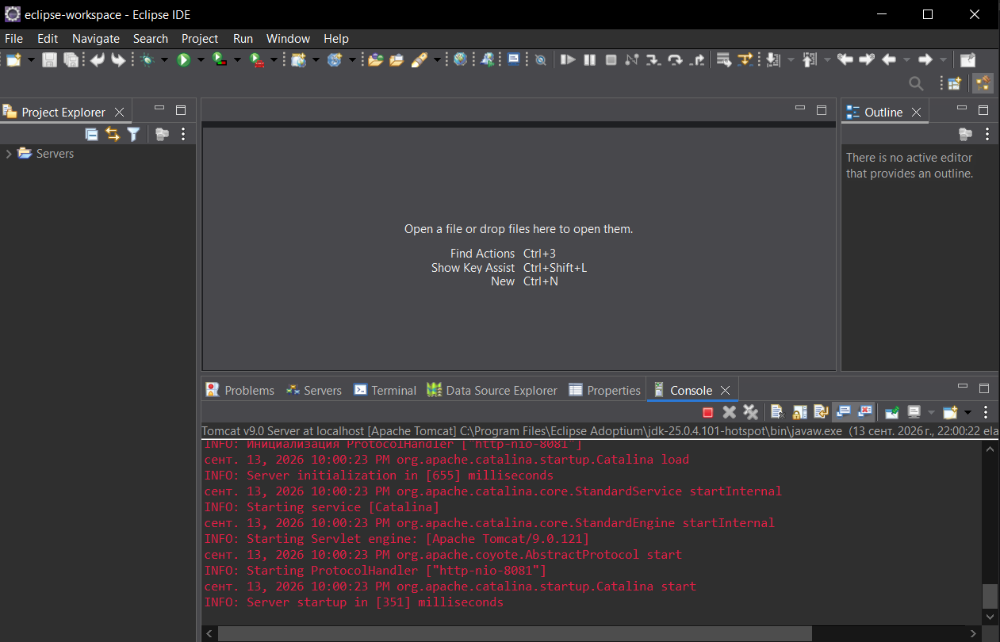 eclipse-workspace - Eclipse IDE
File Edit Navigate Search Project Run Window Help
Project Explorer
Servers
Open a file or drop files here to open them.
Find Actions Ctrl+3
Show Key Assist Ctrl+Shift+L
New Ctrl+N
Outline
There is no active editor
that provides an outline.
Problems Servers Terminal Data Source Explorer Properties Console
Tomcat v9.0 Server at localhost [Apache Tomcat] C:\Program Files\Eclipse Adoptium\jdk-25.0.4.101-hotspot\bin\javaw.exe (13 сент. 2026 г., 22:00:22 ela
INFO: Инициализация ProtocolHandler ["http-nio-8081"]
сент. 13, 2026 10:00:23 PM org.apache.catalina.startup.Catalina load
INFO: Server initialization in [655] milliseconds
сент. 13, 2026 10:00:23 PM org.apache.catalina.core.StandardService startInternal
INFO: Starting service [Catalina]
сент. 13, 2026 10:00:23 PM org.apache.catalina.core.StandardEngine startInternal
INFO: Starting Servlet engine: [Apache Tomcat/9.0.121]
сент. 13, 2026 10:00:23 PM org.apache.coyote.AbstractProtocol start
INFO: Starting ProtocolHandler ["http-nio-8081"]
сент. 13, 2026 10:00:23 PM org.apache.catalina.startup.Catalina start
INFO: Server startup in [351] milliseconds